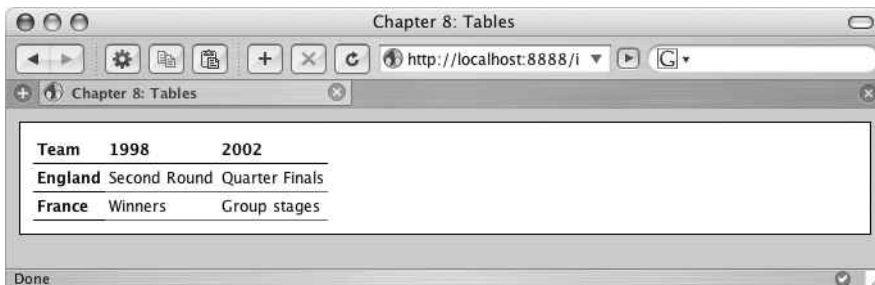 Chapter 8: Tables
http://localhost:8888/i
G
Chapter 8: Tables
Team 1998 2002
England Second Round Quarter Finals
France Winners Group stages
Done